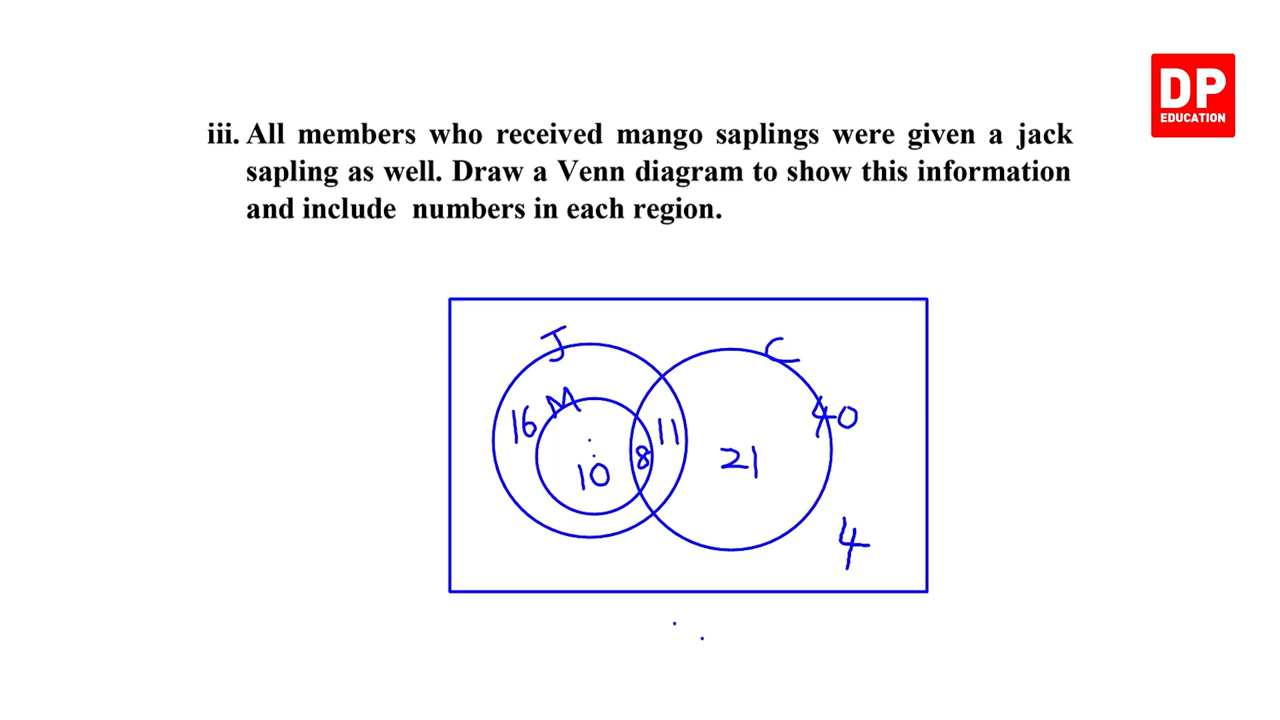 DP
EDUCATION
iii. All members who received mango saplings were given a jack
sapling as well. Draw a Venn diagram to show this information
and include numbers in each region.
J
C
M
16
40
11
8
21
10
4